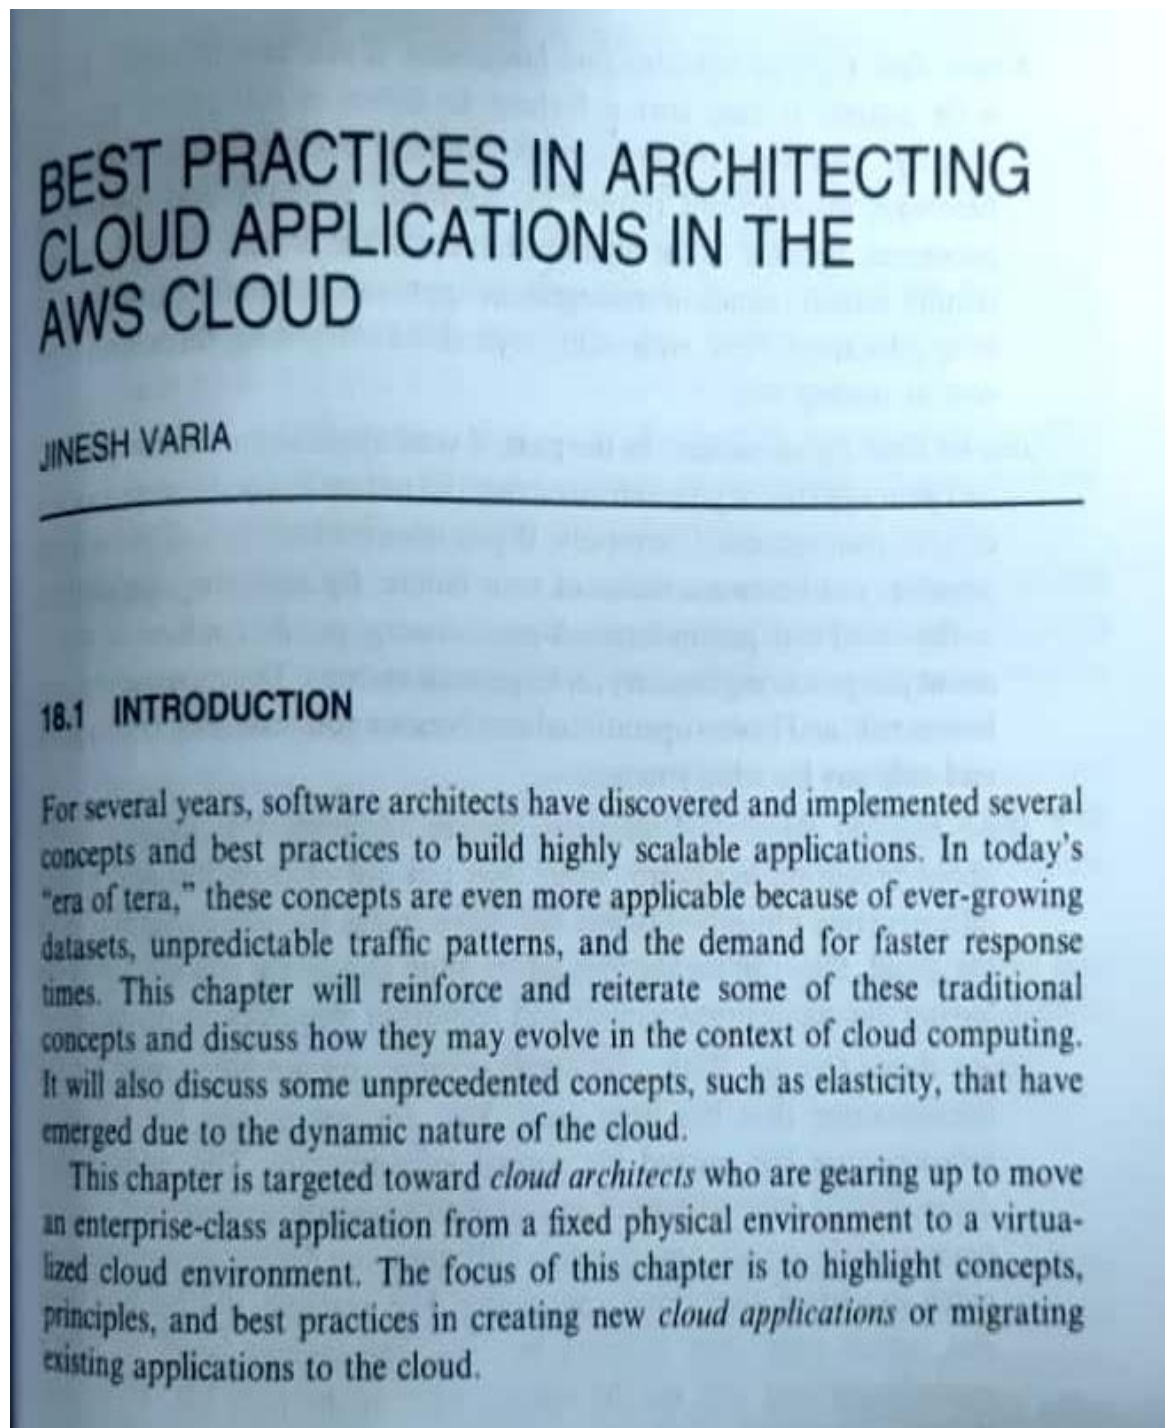 BEST PRACTICES IN ARCHITECTING
CLOUD APPLICATIONS IN THE
AWS CLOUD
JINESH VARIA
18.1 INTRODUCTION
For several years, software architects have discovered and implemented several
concepts and best practices to build highly scalable applications. In today's
"era of tera," these concepts are even more applicable because of ever-growing
datasets, unpredictable traffic patterns, and the demand for faster response
times. This chapter will reinforce and reiterate some of these traditional
concepts and discuss how they may evolve in the context of cloud computing.
It will also discuss some unprecedented concepts, such as elasticity, that have
emerged due to the dynamic nature of the cloud.
This chapter is targeted toward cloud architects who are gearing up to move
an enterprise-class application from a fixed physical environment to a virtua-
lized cloud environment. The focus of this chapter is to highlight concepts,
principles, and best practices in creating new cloud applications or migrating
existing applications to the cloud.